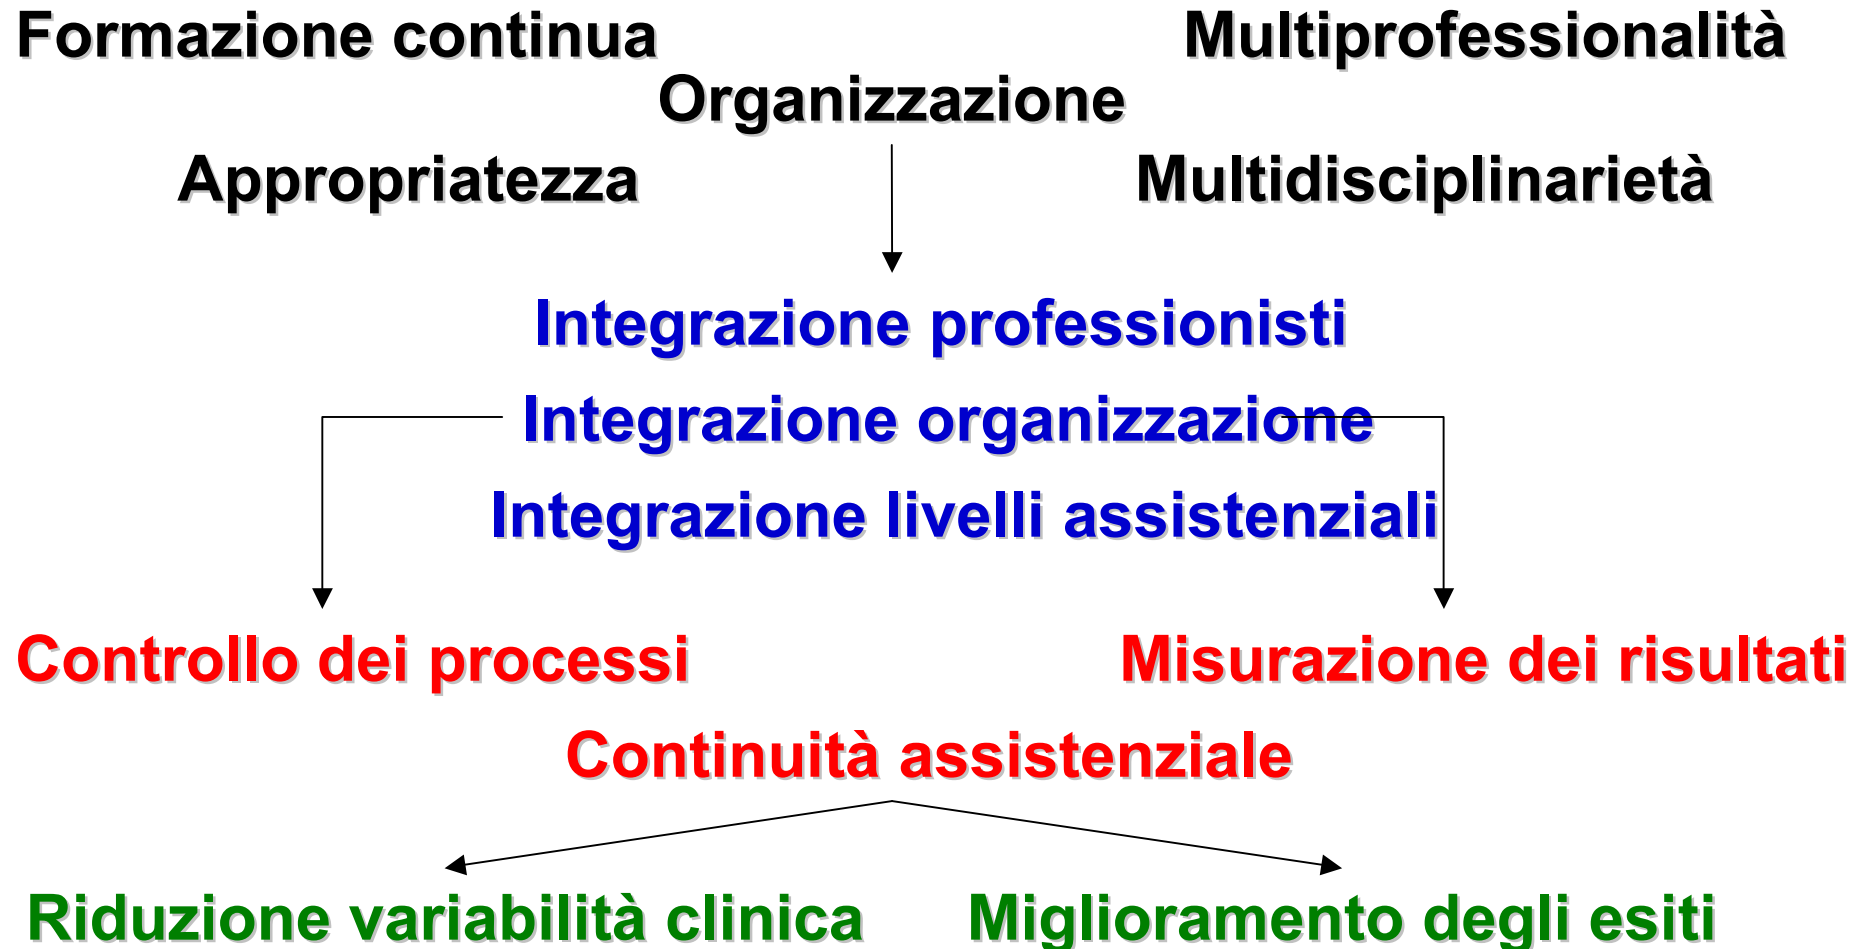 Formazione continua
Multiprofessionalità
Organizzazione
Appropriatezza
Multidisciplinarietà
Integrazione professionisti
Integrazione organizzazione
Integrazione livelli assistenziali
Controllo dei processi
Misurazione dei risultati
Continuità assistenziale
Riduzione variabilità clinica
Miglioramento degli esiti